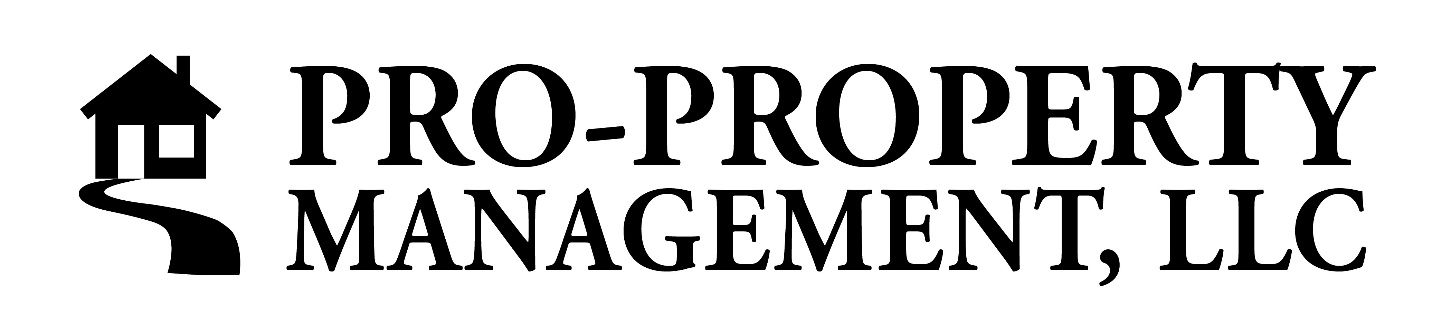 PRO-PROPERTY
MANAGEMENT, LLC